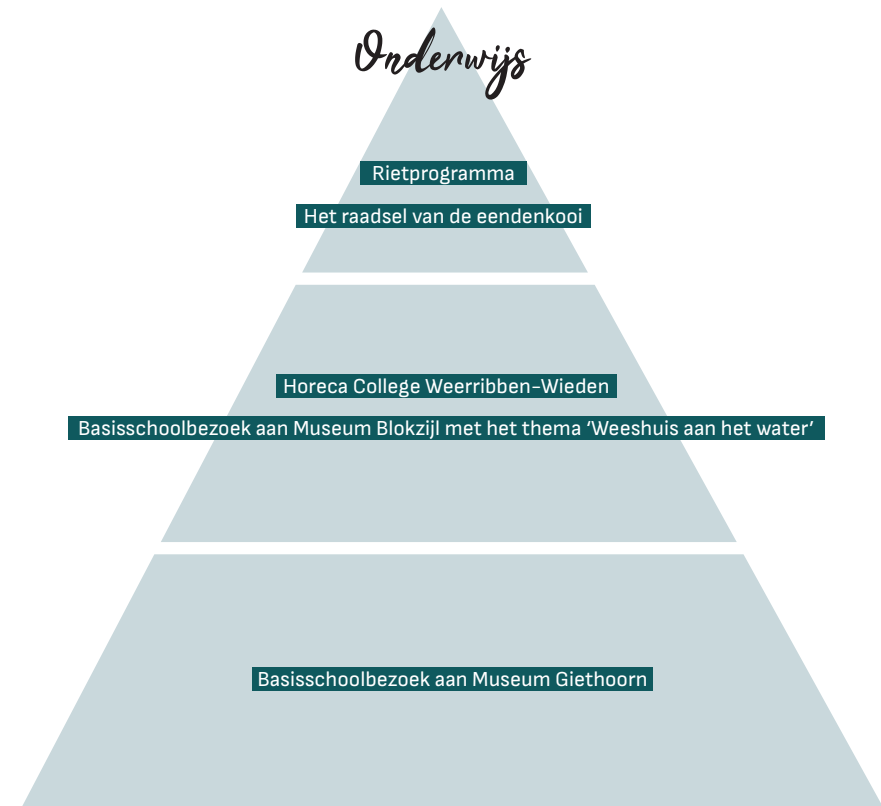 Onderwijs
Rietprogramma
Het raadsel van de eendenkooi
Horeca College Weerribben-Wieden
Basisschoolbezoek aan Museum Blokzijl met het thema ‘Weeshuis aan het water’
Basisschoolbezoek aan Museum Giethoorn